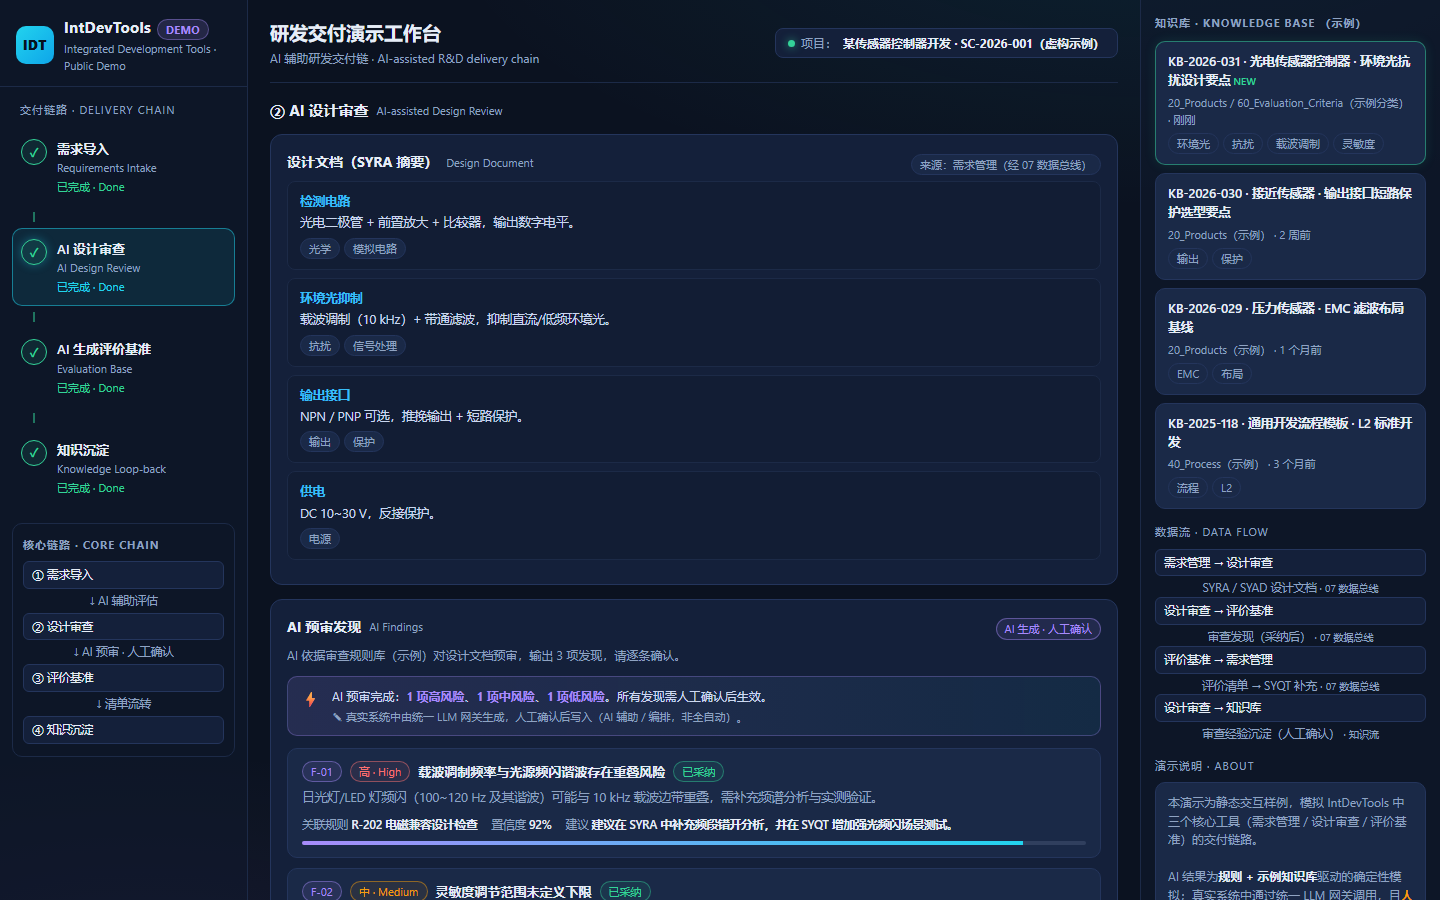 IDT
IntDevTools DEMO
Integrated Development Tools ·
Public Demo
交付链路 · DELIVERY CHAIN
✓ 需求导入
Requirements Intake
已完成 · Done
✓ AI 设计审查
AI Design Review
已完成 · Done
✓ AI 生成评价基准
Evaluation Base
已完成 · Done
✓ 知识沉淀
Knowledge Loop-back
已完成 · Done
核心链路 · CORE CHAIN
① 需求导入
↓ AI 辅助评估
② 设计审查
↓ AI 预审 · 人工确认
③ 评价基准
↓ 清单流转
④ 知识沉淀
研发交付演示工作台
AI 辅助研发交付链 · AI-assisted R&D delivery chain
项目： 某传感器控制器开发 · SC-2026-001（虚构示例）
② AI 设计审查 AI-assisted Design Review
设计文档（SYRA 摘要） Design Document
来源：需求管理（经 07 数据总线）
检测电路
光电二极管 + 前置放大 + 比较器，输出数字电平。
光学 模拟电路
环境光抑制
载波调制（10 kHz）+ 带通滤波，抑制直流/低频环境光。
抗扰 信号处理
输出接口
NPN / PNP 可选，推挽输出 + 短路保护。
输出 保护
供电
DC 10~30 V，反接保护。
电源
AI 预审发现 AI Findings
AI 生成 · 人工确认
AI 依据审查规则库（示例）对设计文档预审，输出 3 项发现，请逐条确认。
AI 预审完成：1 项高风险、1 项中风险、1 项低风险。所有发现需人工确认后生效。
真实系统中由统一 LLM 网关生成，人工确认后写入（AI 辅助 / 编排，非全自动）。
F-01 高 · High 载波调制频率与光源频闪谐波存在重叠风险 已采纳
日光灯/LED 灯频闪（100~120 Hz 及其谐波）可能与 10 kHz 载波边带重叠，需补充频谱分析与实测验证。
关联规则 R-202 电磁兼容设计检查 置信度 92% 建议 建议在 SYRA 中补充频段错开分析，并在 SYQT 增加强光频闪场景测试。
F-02 中 · Medium 灵敏度调节范围未定义下限 已采纳
知识库 · KNOWLEDGE BASE （示例）
KB-2026-031 · 光电传感器控制器 · 环境光抗
扰设计要点 NEW
20_Products / 60_Evaluation_Criteria（示例分类）
· 刚刚
环境光 抗扰 载波调制 灵敏度
KB-2026-030 · 接近传感器 · 输出接口短路保
护选型要点
20_Products（示例） · 2 周前
输出 保护
KB-2026-029 · 压力传感器 · EMC 滤波布局
基线
20_Products（示例） · 1 个月前
EMC 布局
KB-2025-118 · 通用开发流程模板 · L2 标准开
发
40_Process（示例） · 3 个月前
流程 L2
数据流 · DATA FLOW
需求管理 → 设计审查
SYRA / SYAD 设计文档 · 07 数据总线
设计审查 → 评价基准
审查发现（采纳后） · 07 数据总线
评价基准 → 需求管理
评价清单 → SYQT 补充 · 07 数据总线
设计审查 → 知识库
审查经验沉淀（人工确认） · 知识流
演示说明 · ABOUT
本演示为静态交互样例，模拟 IntDevTools 中
三个核心工具（需求管理 / 设计审查 / 评价基
准）的交付链路。
AI 结果为规则 + 示例知识库驱动的确定性模
拟；真实系统中通过统一 LLM 网关调用，且人